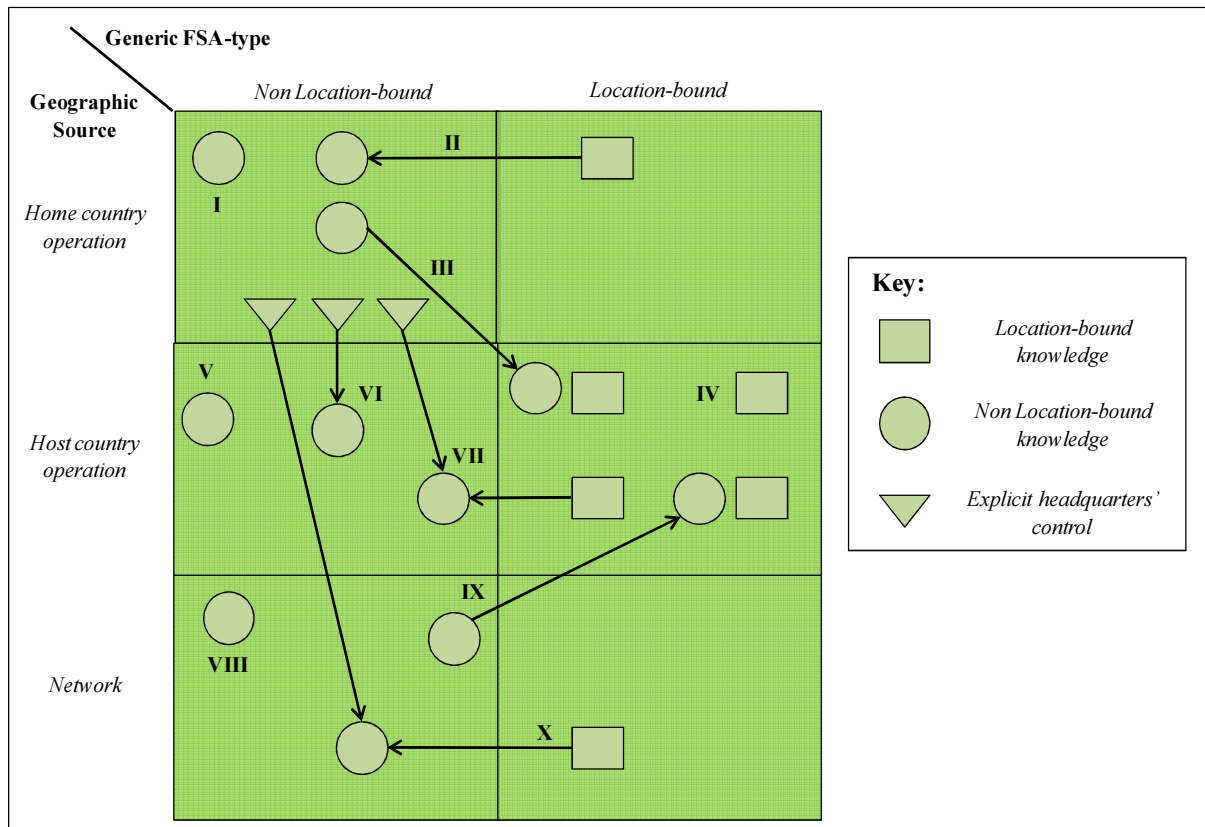 Generic FSA-type
Geographic
Source
Non Location-bound
Location-bound
Home country
operation
I
II
III
Host country
operation
V
VI
VII
IV
Network
VIII
IX
X
Key:
Location-bound
knowledge
Non Location-bound
knowledge
Explicit headquarters’
control